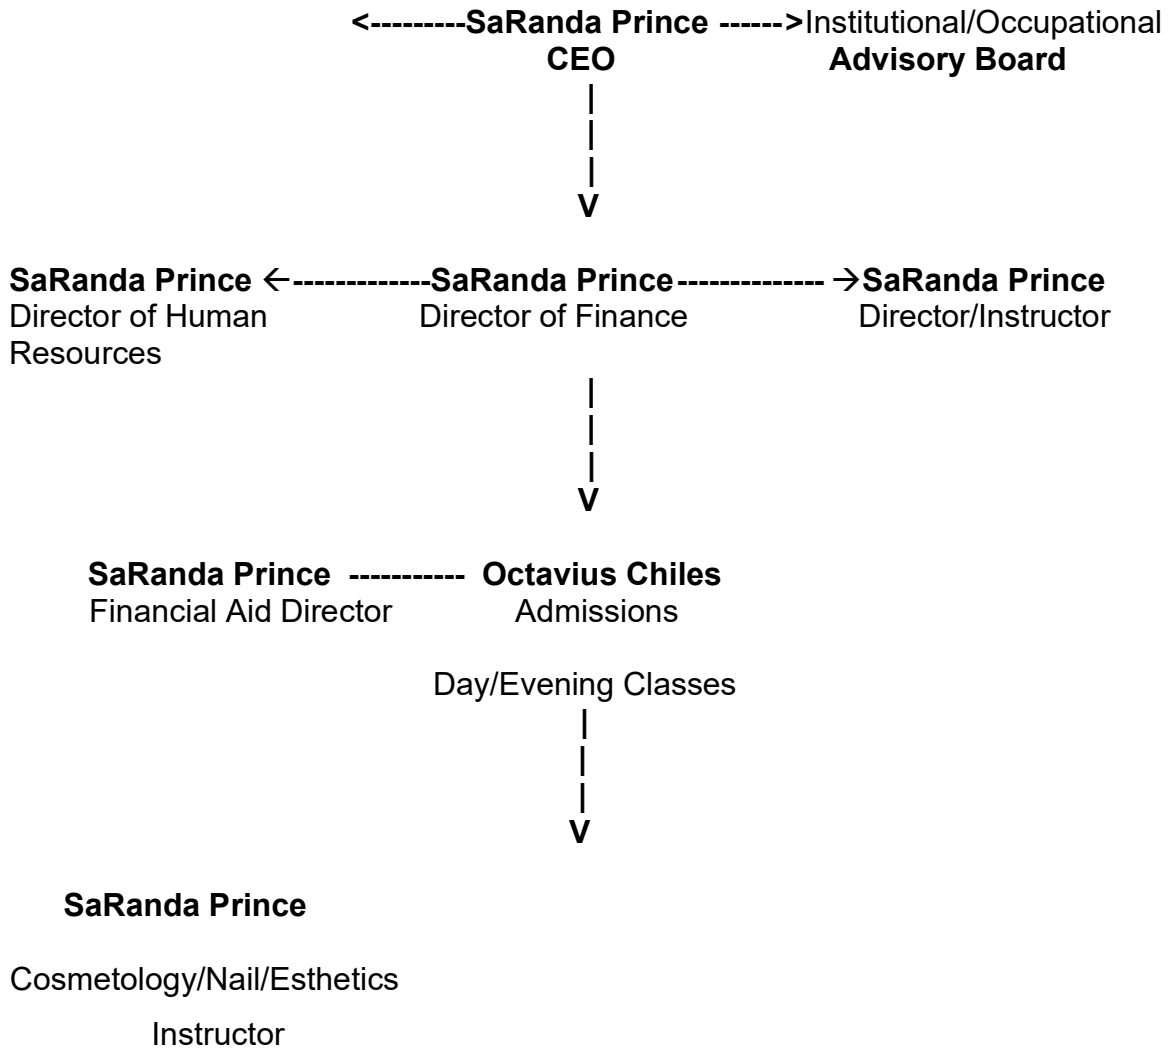 <---------SaRanda Prince ------>Institutional/Occupational
CEO Advisory Board
|
|
|
V
SaRanda Prince ←-------------SaRanda Prince-------------- →SaRanda Prince
Director of Human Director of Finance Director/Instructor
Resources
|
|
|
V
SaRanda Prince ----------- Octavius Chiles
Financial Aid Director Admissions
Day/Evening Classes
|
|
|
V
SaRanda Prince
Cosmetology/Nail/Esthetics
Instructor